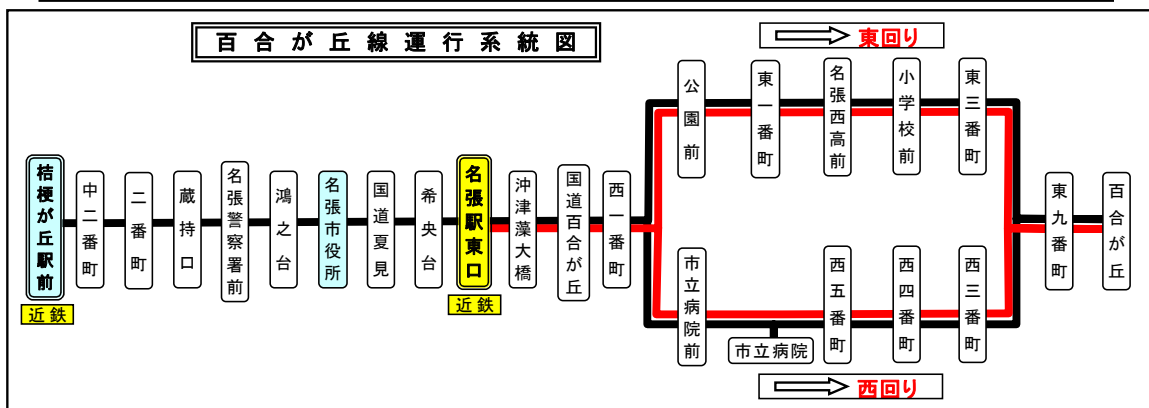 百合が丘線運行系統図
東回り
公園前
東一番町
名張西高前
小学校前
東三番町
桔梗が丘駅前
中二番町
二番町
蔵持口
名張警察署前
鴻之台
名張市役所
国道夏見
希央台
名張駅東口
沖津藻大橋
国道百合が丘
西一番町
東九番町
百合が丘
近鉄
近鉄
市立病院前
市立病院
西五番町
西四番町
西三番町
西回り